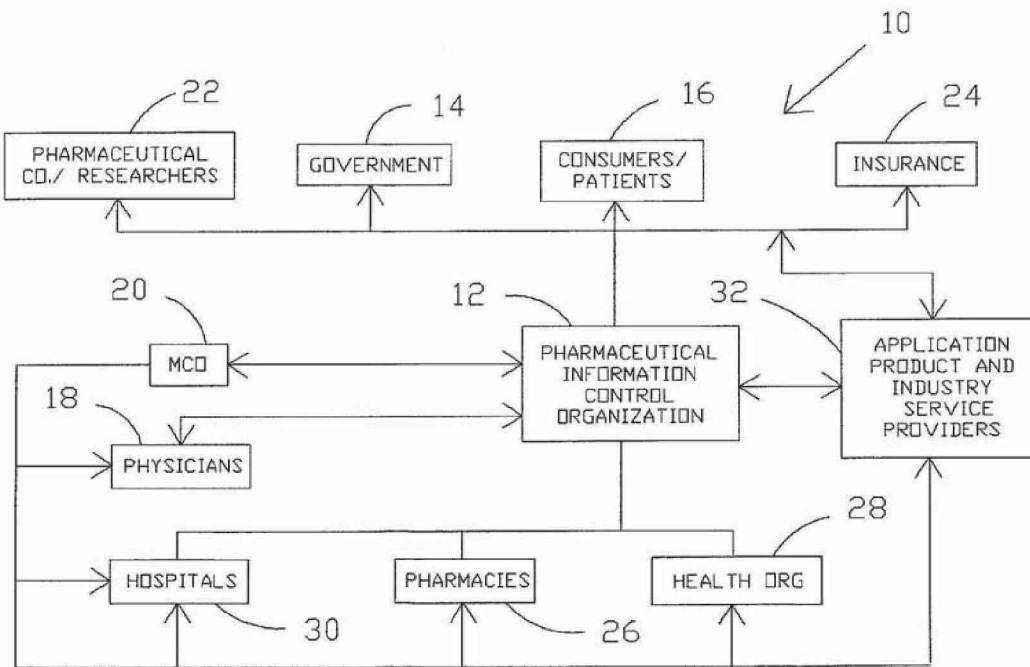 10
22
14
16
24
PHARMACEUTICAL
CO./ RESEARCHERS
GOVERNMENT
CONSUMERS/
PATIENTS
INSURANCE
20
12
32
MCO
PHARMACEUTICAL
INFORMATION
CONTROL
ORGANIZATION
APPLICATION
PRODUCT AND
INDUSTRY
SERVICE
PROVIDERS
18
PHYSICIANS
28
HOSPITALS
PHARMACIES
HEALTH ORG
30
26